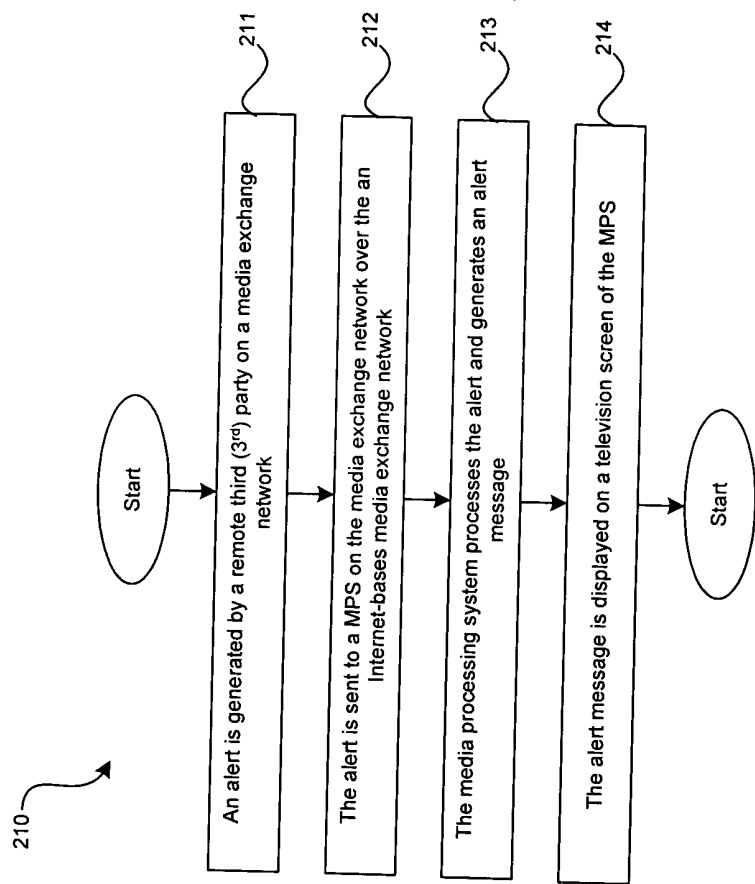 210
Start
An alert is generated by a remote third (3rd) party on a media exchange
network
211
The alert is sent to a MPS on the media exchange network over the an
Internet-bases media exchange network
212
The media processing system processes the alert and generates an alert
message
213
The alert message is displayed on a television screen of the MPS
214
Start